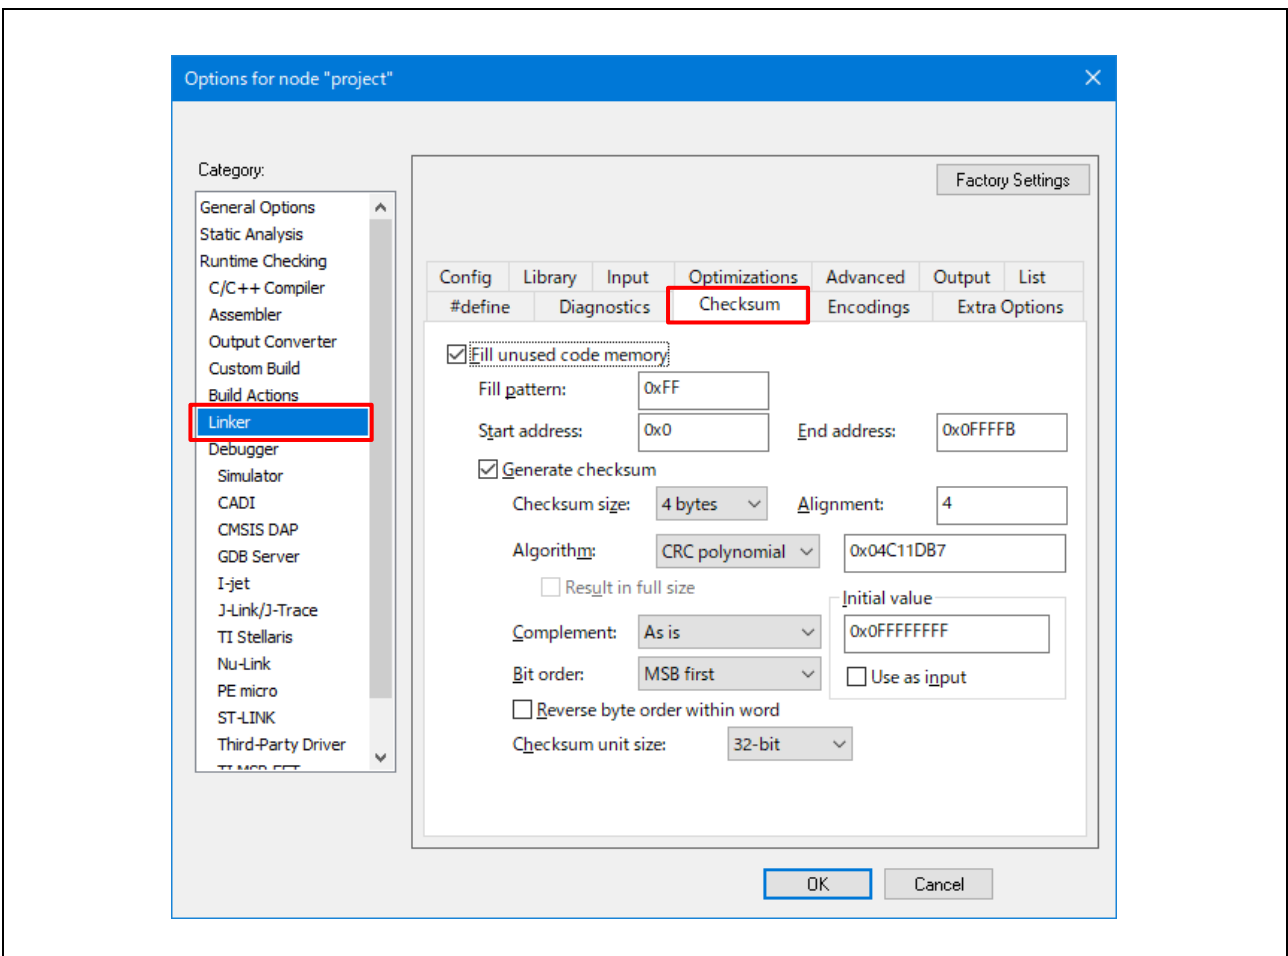 Options for node "project"
Category:
General Options
Static Analysis
Runtime Checking
C/C++ Compiler
Assembler
Output Converter
Custom Build
Build Actions
Linker
Debugger
Simulator
CADI
CMSIS DAP
GDB Server
I-jet
J-Link/J-Trace
TI Stellaris
Nu-Link
PE micro
ST-LINK
Third-Party Driver
Factory Settings
Config Library Input Optimizations Advanced Output List
#define Diagnostics Checksum Encodings Extra Options
Fill unused code memory
Fill pattern: 0xFF
Start address: 0x0 End address: 0x0FFFFB
Generate checksum
Checksum size: 4 bytes Alignment: 4
Algorithm: CRC polynomial 0x04C11DB7
Result in full size
Initial value
Complement: As is 0x0FFFFFFFF
Bit order: MSB first Use as input
Reverse byte order within word
Checksum unit size: 32-bit
OK Cancel